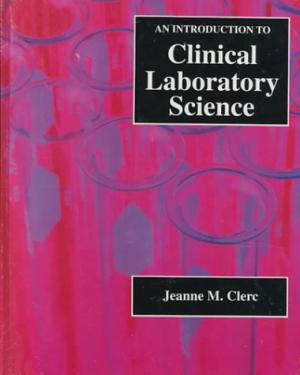 AN INTRODUCTION TO
Clinical
Laboratory
Science
Jeanne M. Clerc